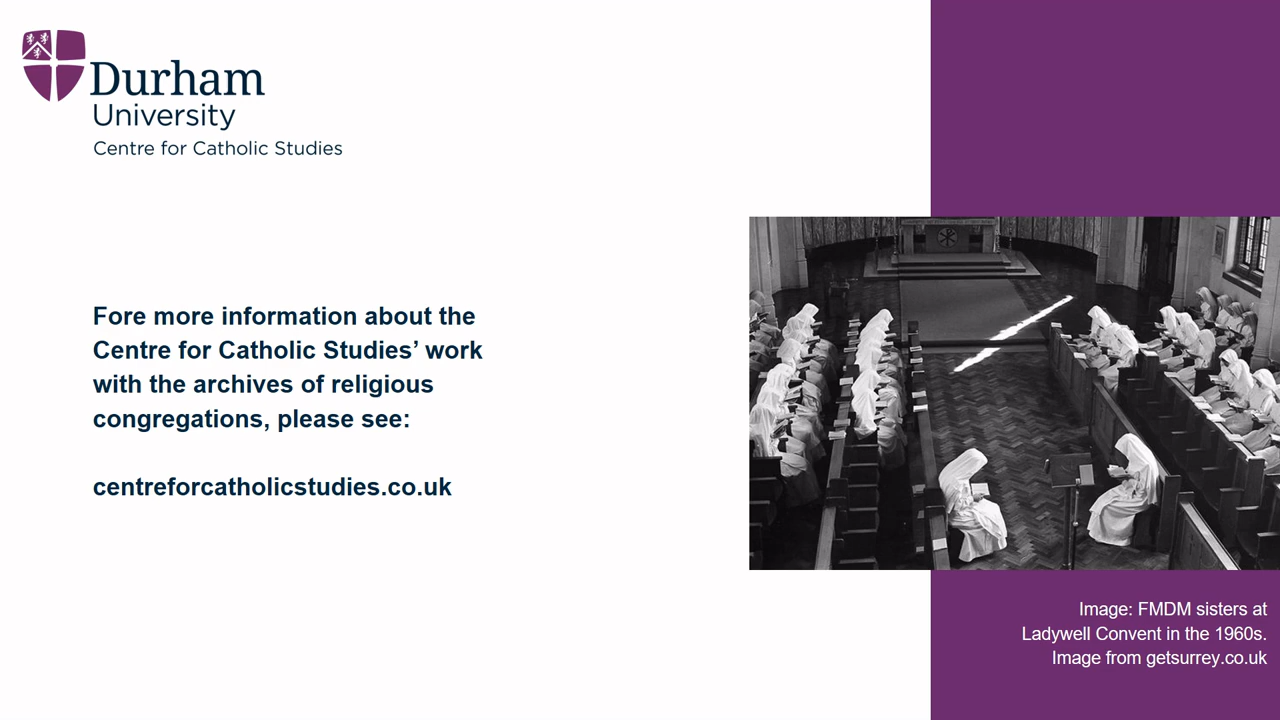 Durham
University
Centre for Catholic Studies
Fore more information about the
Centre for Catholic Studies’ work
with the archives of religious
congregations, please see:
centreforcatholicstudies.co.uk
Image: FMDM sisters at
Ladywell Convent in the 1960s.
Image from getsurrey.co.uk